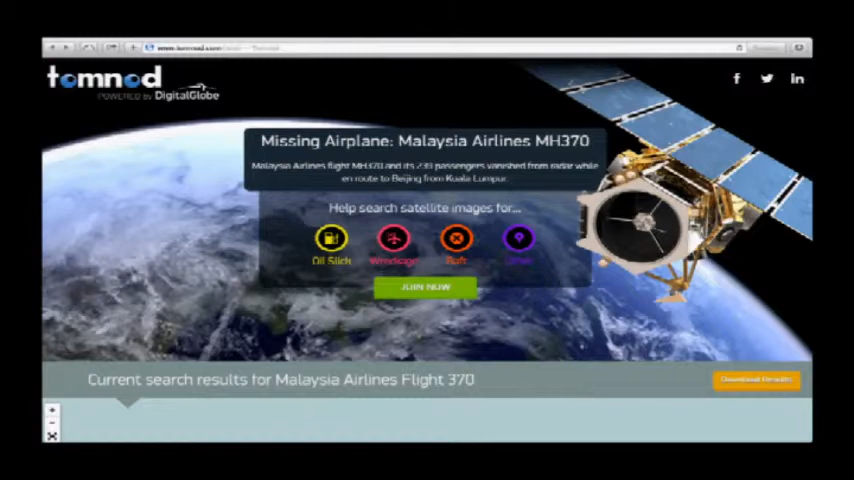 tomnod
POWERED BY DigitalGlobe
Missing Airplane: Malaysia Airlines MH370
Malaysia Airlines flight MH370 and its 239 passengers vanished from radar while
en route to Beijing from Kuala Lumpur.
Help search satellite images for...
Oil Slick
Wreckage
Raft
Other
JOIN NOW
Current search results for Malaysia Airlines Flight 370
Download Results